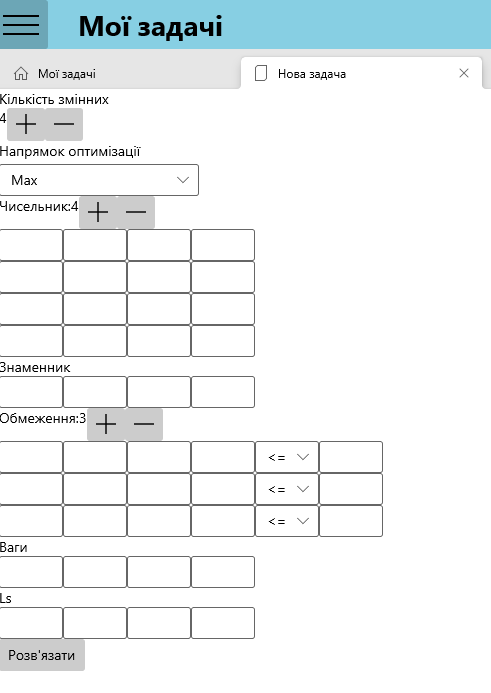 Мої задачі
Мої задачі
Нова задача
Кількість змінних
4
Напрямок оптимізації
Max
Чисельник:4
Знаменник
Обмеження:3
<=
<=
<=
Ваги
Ls
Розв'язати